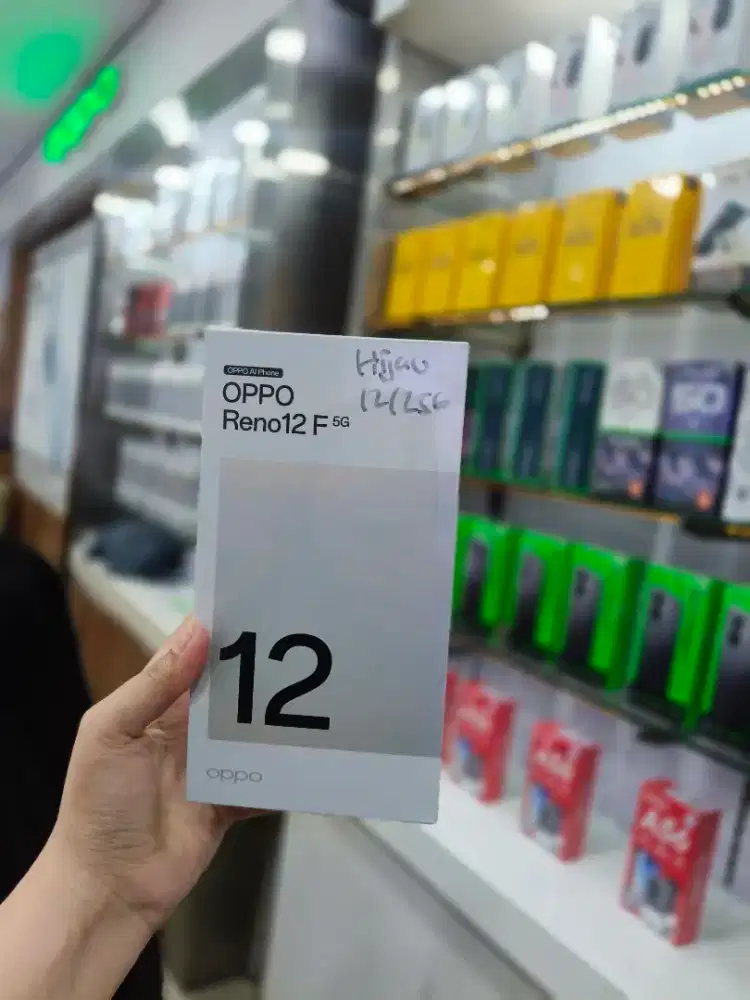 OPPO AI Phone
OPPO
Reno12 F 5G
Hijau
12/256
12
oppo